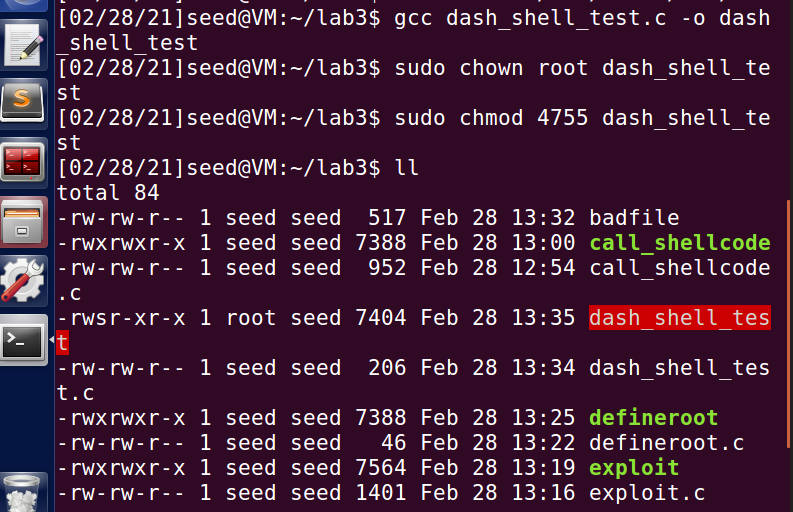 [02/28/21]seed@VM:~/lab3$ gcc dash_shell_test.c -o dash
_shell_test
[02/28/21]seed@VM:~/lab3$ sudo chown root dash_shell_te
st
[02/28/21]seed@VM:~/lab3$ sudo chmod 4755 dash_shell_te
st
[02/28/21]seed@VM:~/lab3$ ll
total 84
-rw-rw-r-- 1 seed seed  517 Feb 28 13:32 badfile
-rwxrwxr-x 1 seed seed 7388 Feb 28 13:00 call_shellcode
-rw-rw-r-- 1 seed seed  952 Feb 28 12:54 call_shellcode
.c
-rwsr-xr-x 1 root seed 7404 Feb 28 13:35 dash_shell_tes
t
-rw-rw-r-- 1 seed seed  206 Feb 28 13:34 dash_shell_tes
t.c
-rwxrwxr-x 1 seed seed 7388 Feb 28 13:25 defineroot
-rw-rw-r-- 1 seed seed   46 Feb 28 13:22 defineroot.c
-rwxrwxr-x 1 seed seed 7564 Feb 28 13:19 exploit
-rw-rw-r-- 1 seed seed 1401 Feb 28 13:16 exploit.c